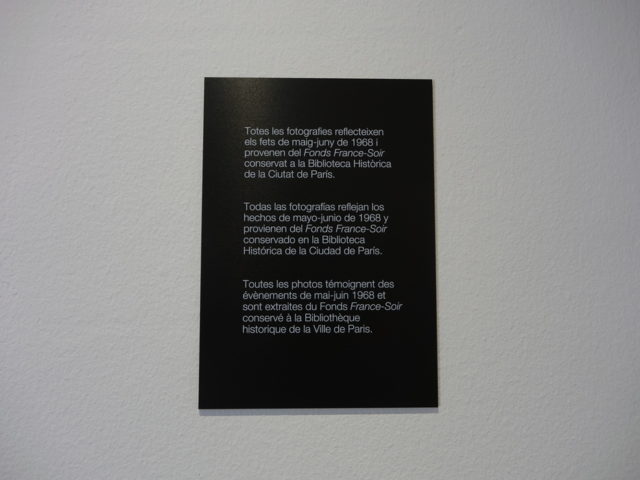 Totes les fotografies reflecteixen
els fets de maig-juny de 1968 i
provenen del Fonds France-Soir
conservat a la Biblioteca Històrica
de la Ciutat de París.
Todas las fotografías reflejan los
hechos de mayo-junio de 1968 y
provienen del Fonds France-Soir
conservado en la Biblioteca
Histórica de la Ciudad de París.
Toutes les photos témoignent des
évènements de mai-juin 1968 et
sont extraites du Fonds France-Soir
conservé à la Bibliothèque
historique de la Ville de Paris.